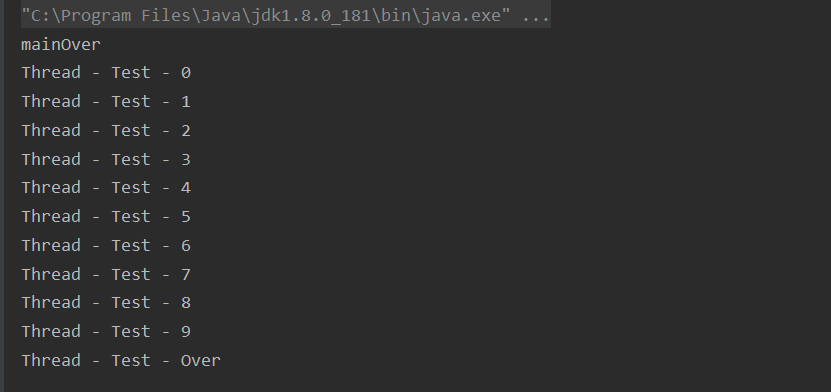 "C:\Program Files\Java\jdk1.8.0_181\bin\java.exe" ...
mainOver
Thread - Test - 0
Thread - Test - 1
Thread - Test - 2
Thread - Test - 3
Thread - Test - 4
Thread - Test - 5
Thread - Test - 6
Thread - Test - 7
Thread - Test - 8
Thread - Test - 9
Thread - Test - Over